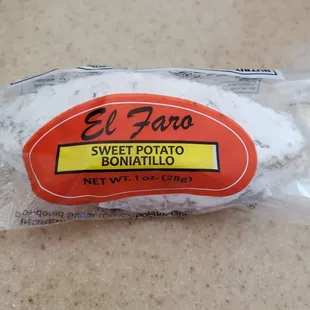 El Faro
SWEET POTATO
BONIATILLO
NET WT. 1 oz. (28g)